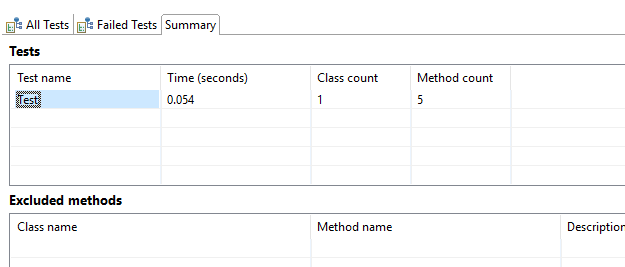 All Tests Failed Tests Summary
Tests
Test name Time (seconds) Class count Method count
Test 0.054 1 5
Excluded methods
Class name Method name Description